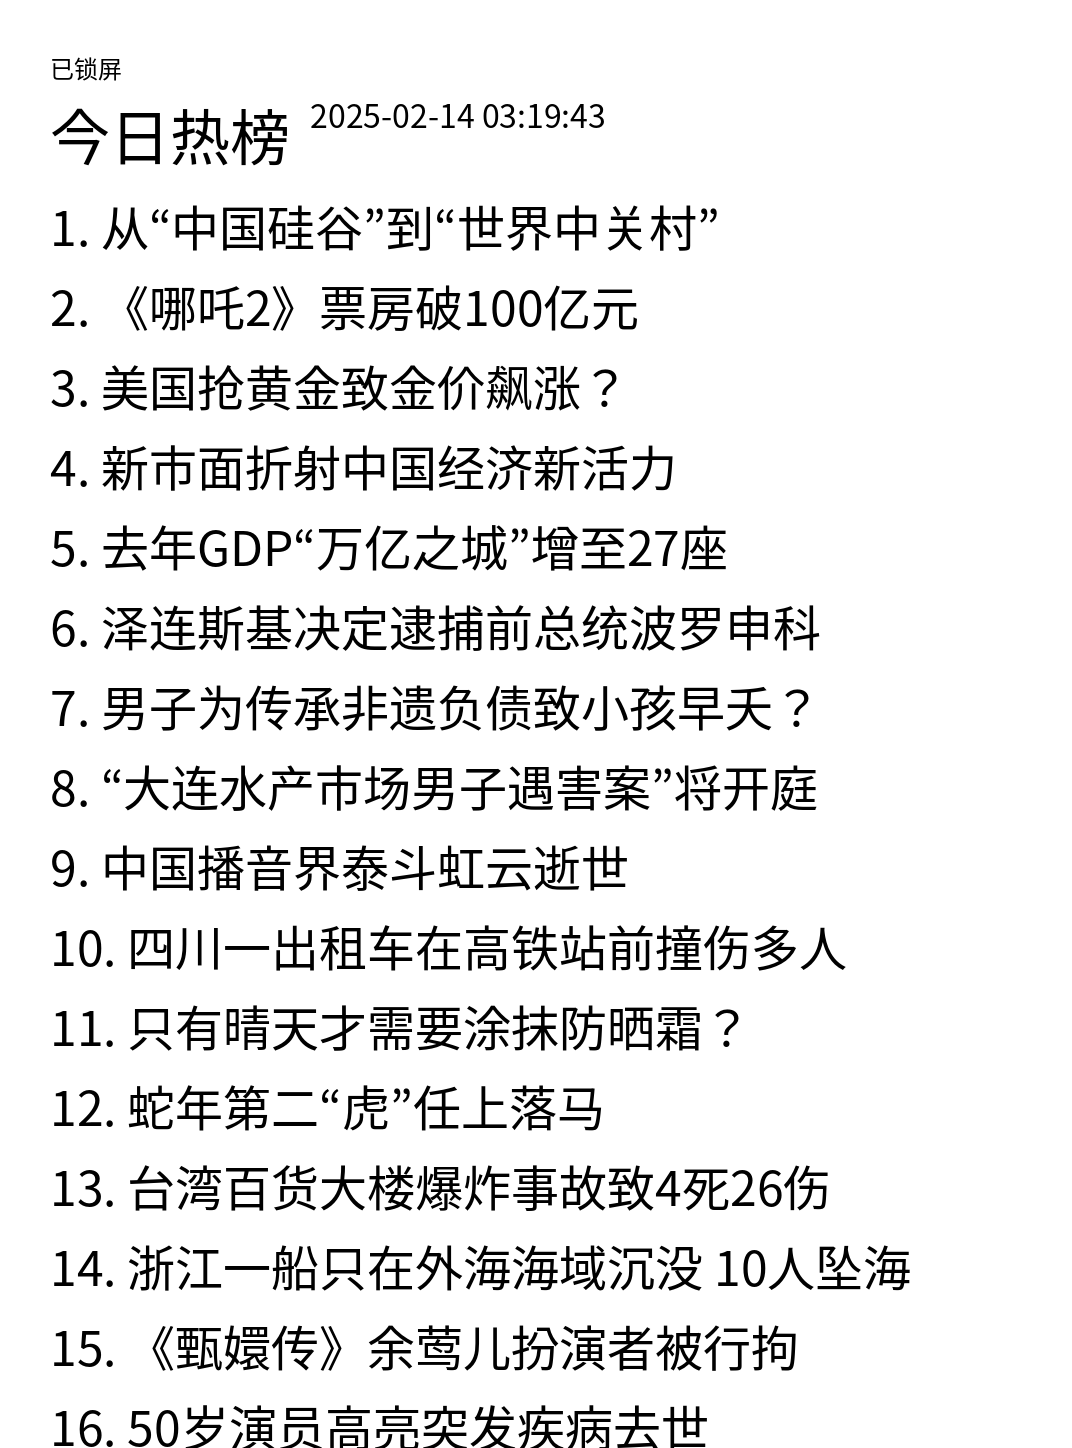 已锁屏
今日热榜 2025-02-14 03:19:43
1. 从“中国硅谷”到“世界中关村”
2. 《哪吒2》票房破100亿元
3. 美国抢黄金致金价飙涨？
4. 新市面折射中国经济新活力
5. 去年GDP“万亿之城”增至27座
6. 泽连斯基决定逮捕前总统波罗申科
7. 男子为传承非遗负债致小孩早夭？
8. “大连水产市场男子遇害案”将开庭
9. 中国播音界泰斗虹云逝世
10. 四川一出租车在高铁站前撞伤多人
11. 只有晴天才需要涂抹防晒霜？
12. 蛇年第二“虎”任上落马
13. 台湾百货大楼爆炸事故致4死26伤
14. 浙江一船只在外海海域沉没 10人坠海
15. 《甄嬛传》余莺儿扮演者被行拘
16. 50岁演员高亮突发疾病去世